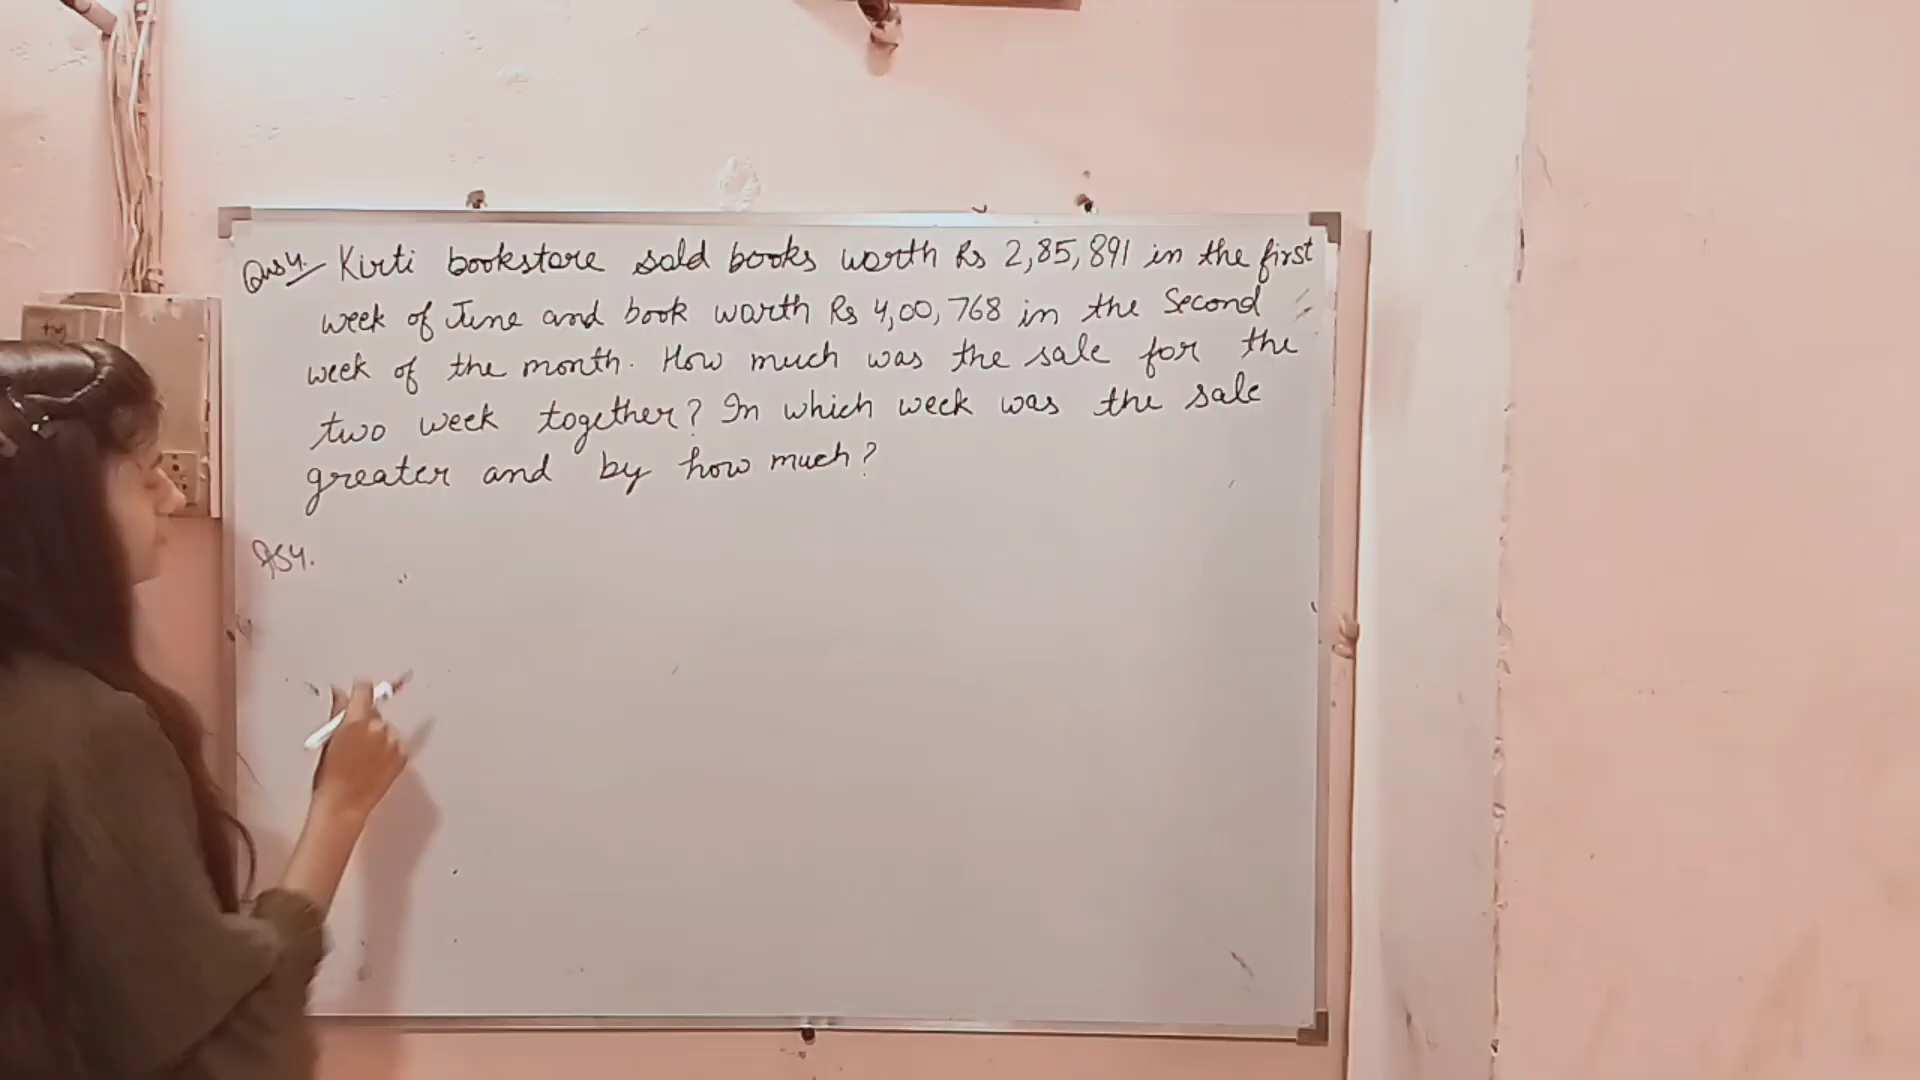 Qus4. Kirti bookstore sold books worth Rs 2,85,891 in the first
week of June and book worth Rs 4,00,768 in the Second
week of the month. How much was the sale for the
two week together? In which week was the sale
greater and by how much?